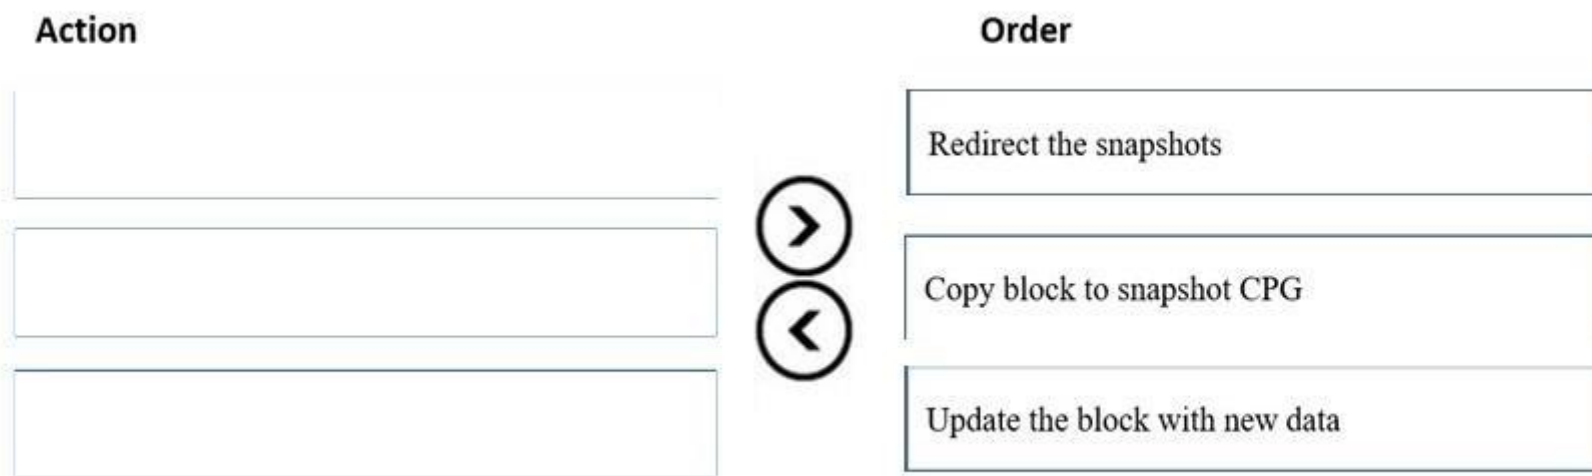 Action
Order
Redirect the snapshots
Copy block to snapshot CPG
Update the block with new data